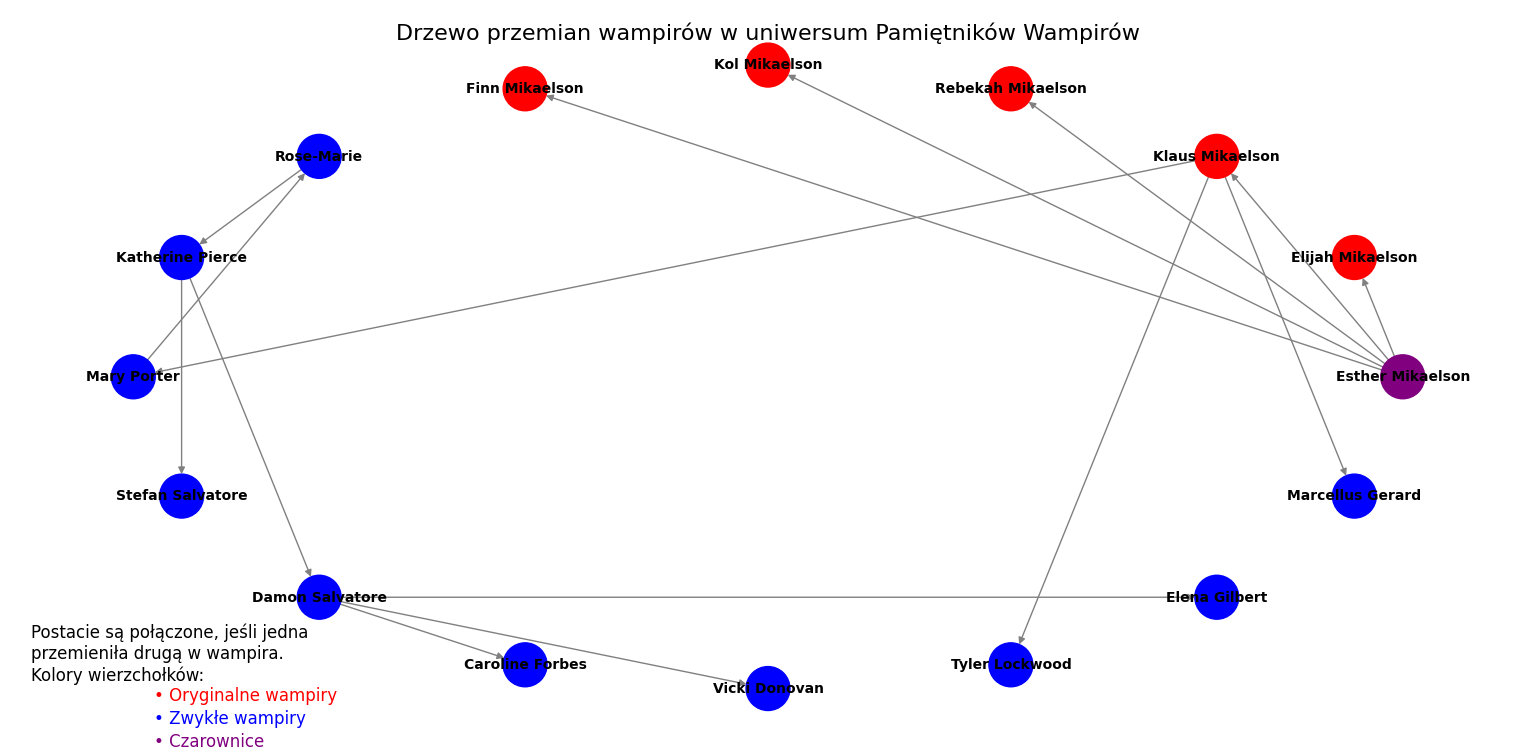 Drzewo przemian wampirów w uniwersum Pamiętników Wampirów
Kol Mikaelson
Finn Mikaelson
Rebekah Mikaelson
Rose-Marie
Klaus Mikaelson
Katherine Pierce
Elijah Mikaelson
Mary Porter
Esther Mikaelson
Stefan Salvatore
Marcellus Gerard
Damon Salvatore
Elena Gilbert
Postacie są połączone, jeśli jedna
przemieniła drugą w wampira.
Kolory wierzchołków:
Caroline Forbes
Tyler Lockwood
Vicki Donovan
• Oryginalne wampiry
• Zwykłe wampiry
• Czarownice